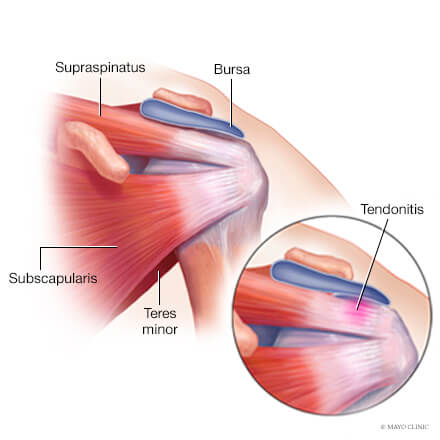 Supraspinatus
Bursa
Tendonitis
Subscapularis
Teres
minor
© MAYO CLINIC